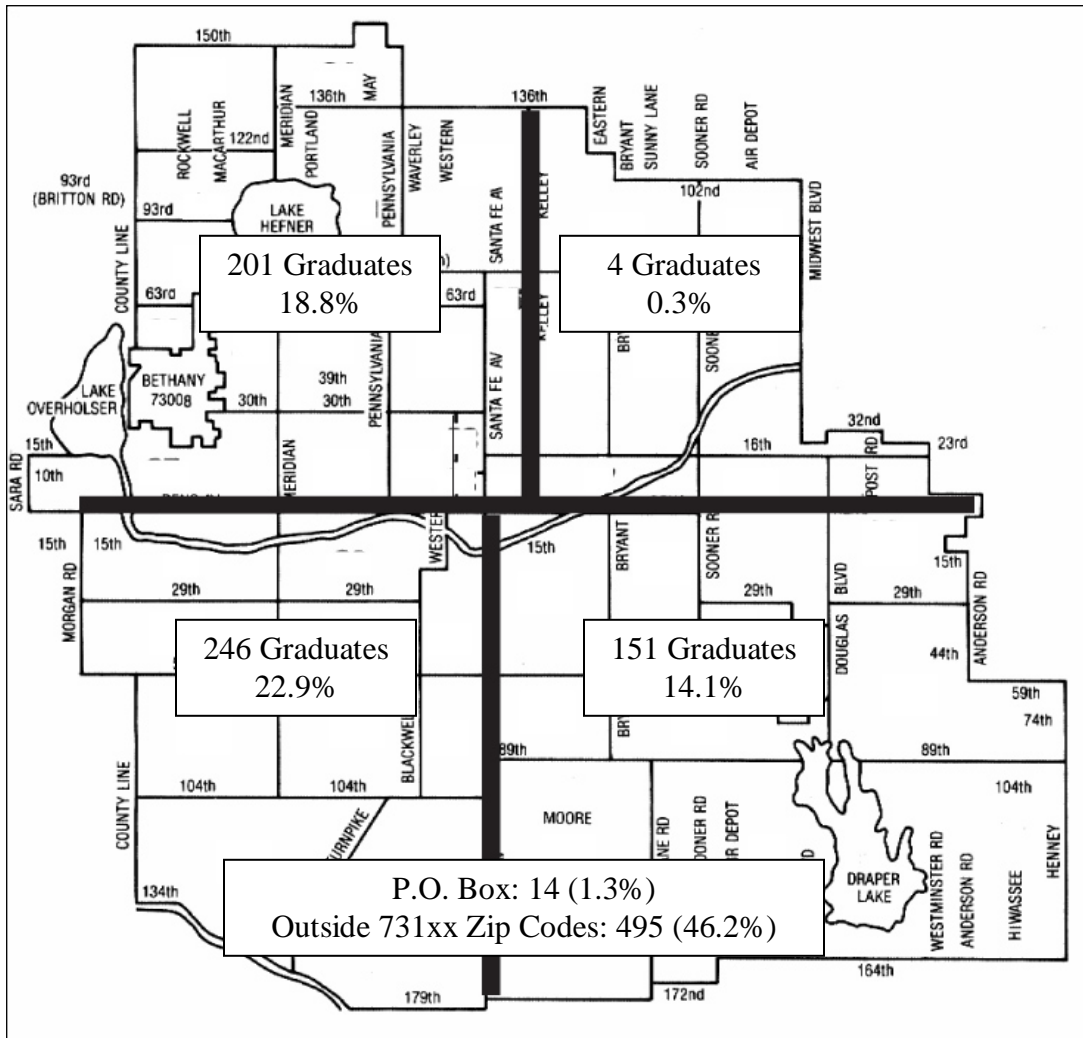 150th
MAY
136th
136th
MERIDIAN
PORTLAND
ROCKWELL
MACARTHUR
122nd
PENNSYLVANIA
WAVERLEY
WESTERN
EASTERN
BRYANT
SUNNY LANE
SOONER RD
AIR DEPOT
93rd
(BRITTON RD)
93rd
LAKE
HEFNER
SANTA FE AV
KELLEY
102nd
MIDWEST BLVD
COUNTY LINE
201 Graduates
18.8%
4 Graduates
0.3%
63rd
63rd
KELLEY
LAKE
OVERHOLSER
BETHANY
73008
39th
30th
30th
PENNSYLVANIA
SANTA FE AV
32nd
23rd
16th
RD
POST
15th
10th
SARA RD
MERIDIAN
15th
15th
15th
BRYANT
SOONER R
BLVD
15th
MORGAN RD
29th
29th
29th
29th
DOUGLAS
ANDERSON RD
44th
246 Graduates
22.9%
151 Graduates
14.1%
59th
74th
BLACKWEL
89th
89th
COUNTY LINE
104th
104th
104th
TURNPIKE
MOORE
HENNEY
134th
P.O. Box: 14 (1.3%)
Outside 731xx Zip Codes: 495 (46.2%)
DRAPER
LAKE
WESTMINSTER RD
ANDERSON RD
HIWASSEE
164th
179th
172nd